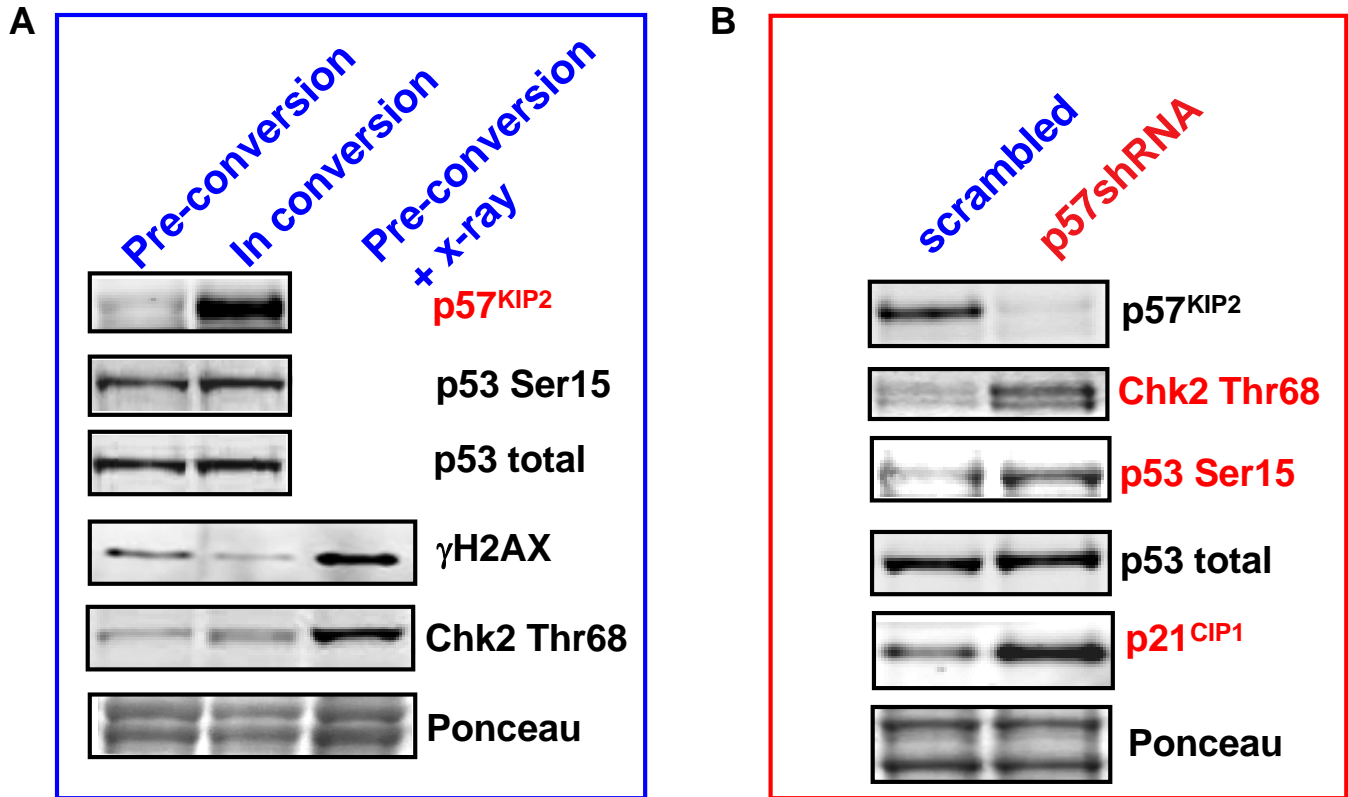 A
Pre-conversion
In conversion
Pre-conversion
+ x-ray
p57KIP2
p53 Ser15
p53 total
γH2AX
Chk2 Thr68
Ponceau
B
scrambled
p57shRNA
p57KIP2
Chk2 Thr68
p53 Ser15
p53 total
p21CIP1
Ponceau